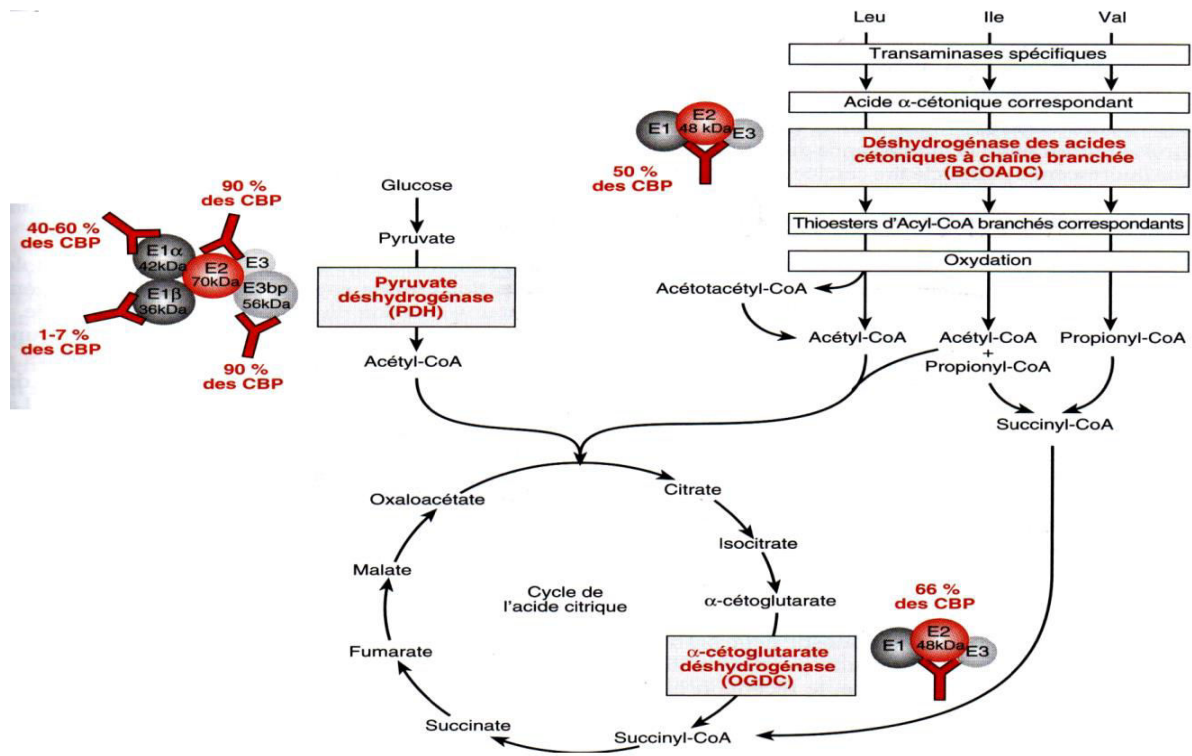 Leu
Ile
Val
Transaminases spécifiques
Acide α-cétonique correspondant
Déshydrogénase des acides
cétoniques à chaîne branchée
(BCOADC)
Thioesters d'Acyl-CoA branchés correspondants
Oxydation
E1
E2
48 kDa
E3
50 %
des CBP
Acétotacétyl-CoA
Acétyl-CoA
Acétyl-CoA
+
Propionyl-CoA
Propionyl-CoA
Succinyl-CoA
90 %
des CBP
40-60 %
des CBP
E1α
42kDa
E2
70kDa
E3
E1β
36kDa
E3bp
56kDa
1-7 %
des CBP
90 %
des CBP
Glucose
Pyruvate
Pyruvate
déshydrogénase
(PDH)
Acétyl-CoA
Oxaloacétate
Citrate
Isocitrate
Malate
Cycle de
l'acide citrique
α-cétoglutarate
66 %
des CBP
E1
E2
48kDa
E3
Fumarate
α-cétoglutarate
déshydrogénase
(OGDC)
Succinate
Succinyl-CoA